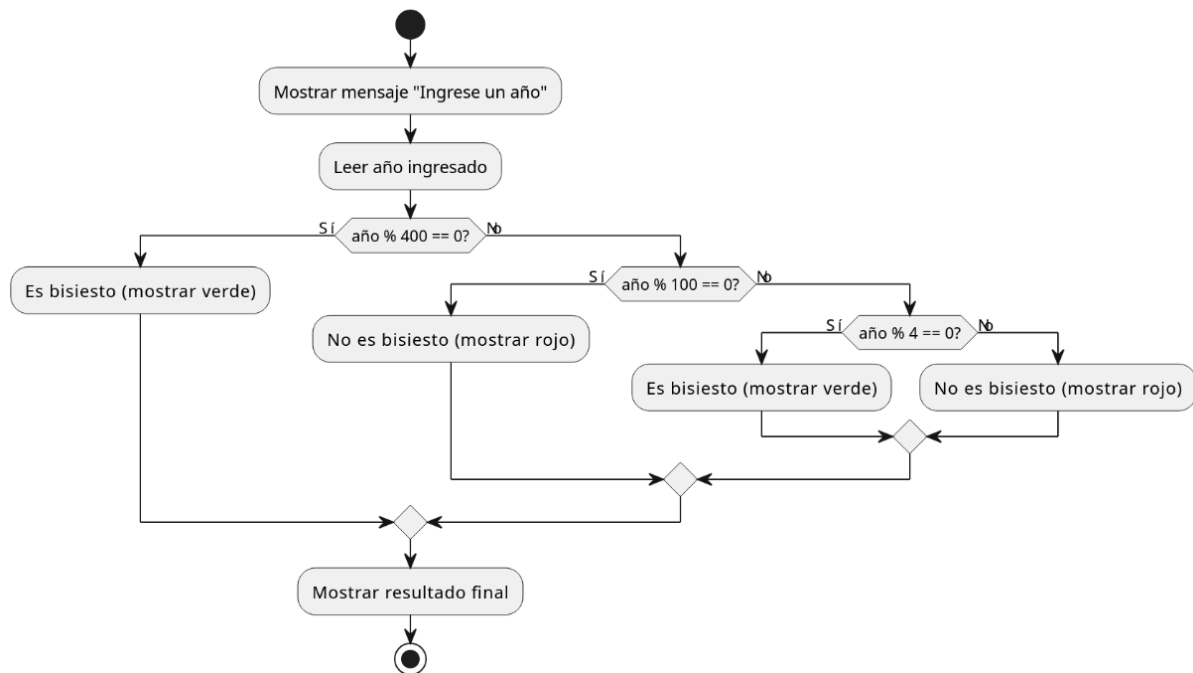 Mostrar mensaje "Ingrese un año"
Leer año ingresado
Sí
año % 400 == 0?
No
Es bisiesto (mostrar verde)
Sí
año % 100 == 0?
No
No es bisiesto (mostrar rojo)
Sí
año % 4 == 0?
No
Es bisiesto (mostrar verde)
No es bisiesto (mostrar rojo)
Mostrar resultado final